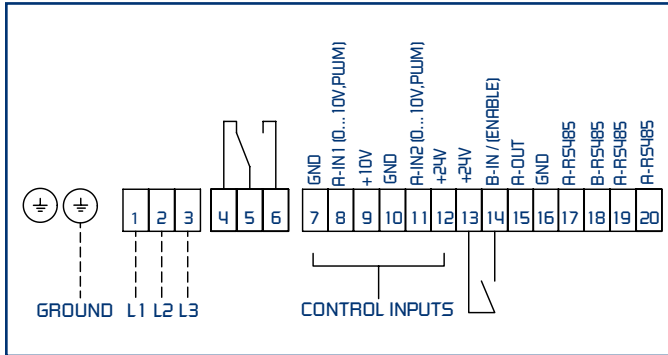 GND
A-IN1 (0... 10V,PWM)
+10V
GND
A-IN2 (0... 10V,PWM)
+24V
+24V
B-IN / (ENABLE)
A-OUT
GND
A-RS485
B-RS485
A-RS485
A-RS485
1 2 3 4 5 6 7 8 9 10 11 12 13 14 15 16 17 18 19 20
GROUND L1 L2 L3 CONTROL INPUTS